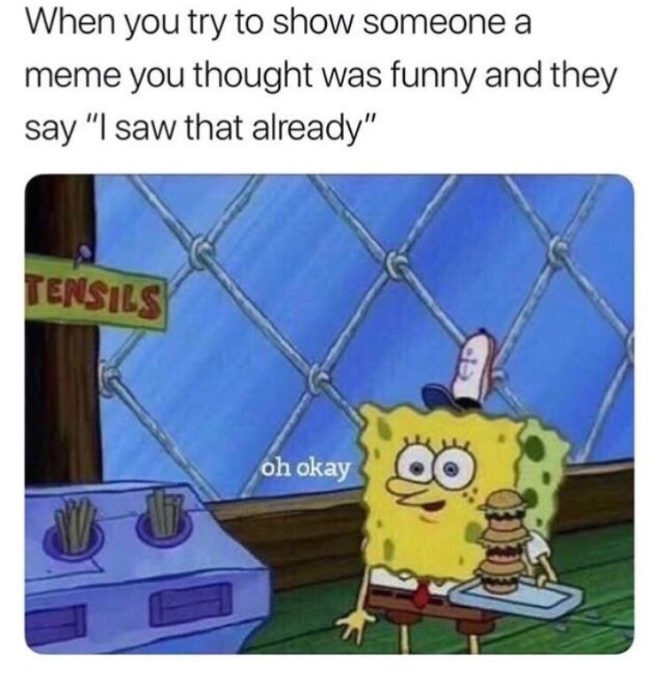 When you try to show someone a
meme you thought was funny and they
say "I saw that already"
TENSILS
oh okay